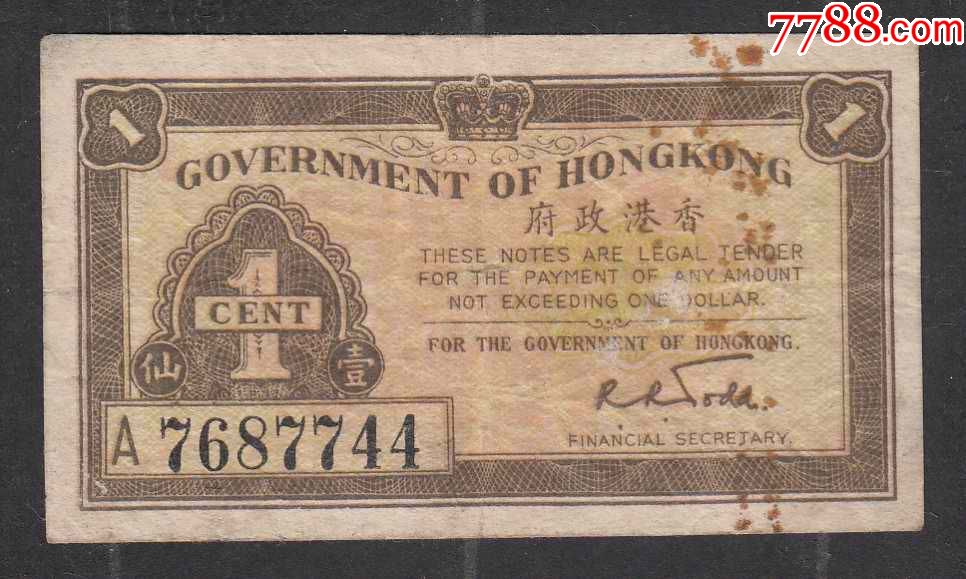 7788.com
1
1
GOVERNMENT OF HONGKONG
府政港香
THESE NOTES ARE LEGAL TENDER
FOR THE PAYMENT OF ANY AMOUNT
NOT EXCEEDING ONE DOLLAR.
1
CENT
FOR THE GOVERNMENT OF HONGKONG.
仙 壹
R R Todd.
A 7687744
FINANCIAL SECRETARY.